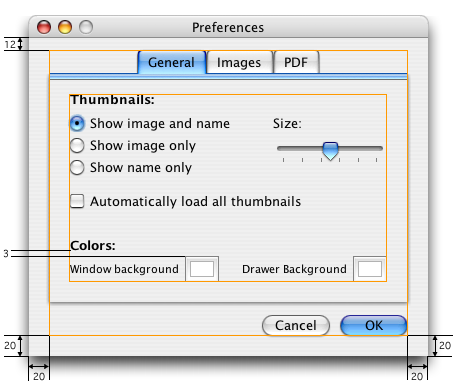 Preferences
12
General Images PDF
Thumbnails:
Show image and name Size:
Show image only
Show name only
Automatically load all thumbnails
Colors:
3
Window background Drawer Background
Cancel OK
20 20
20 20